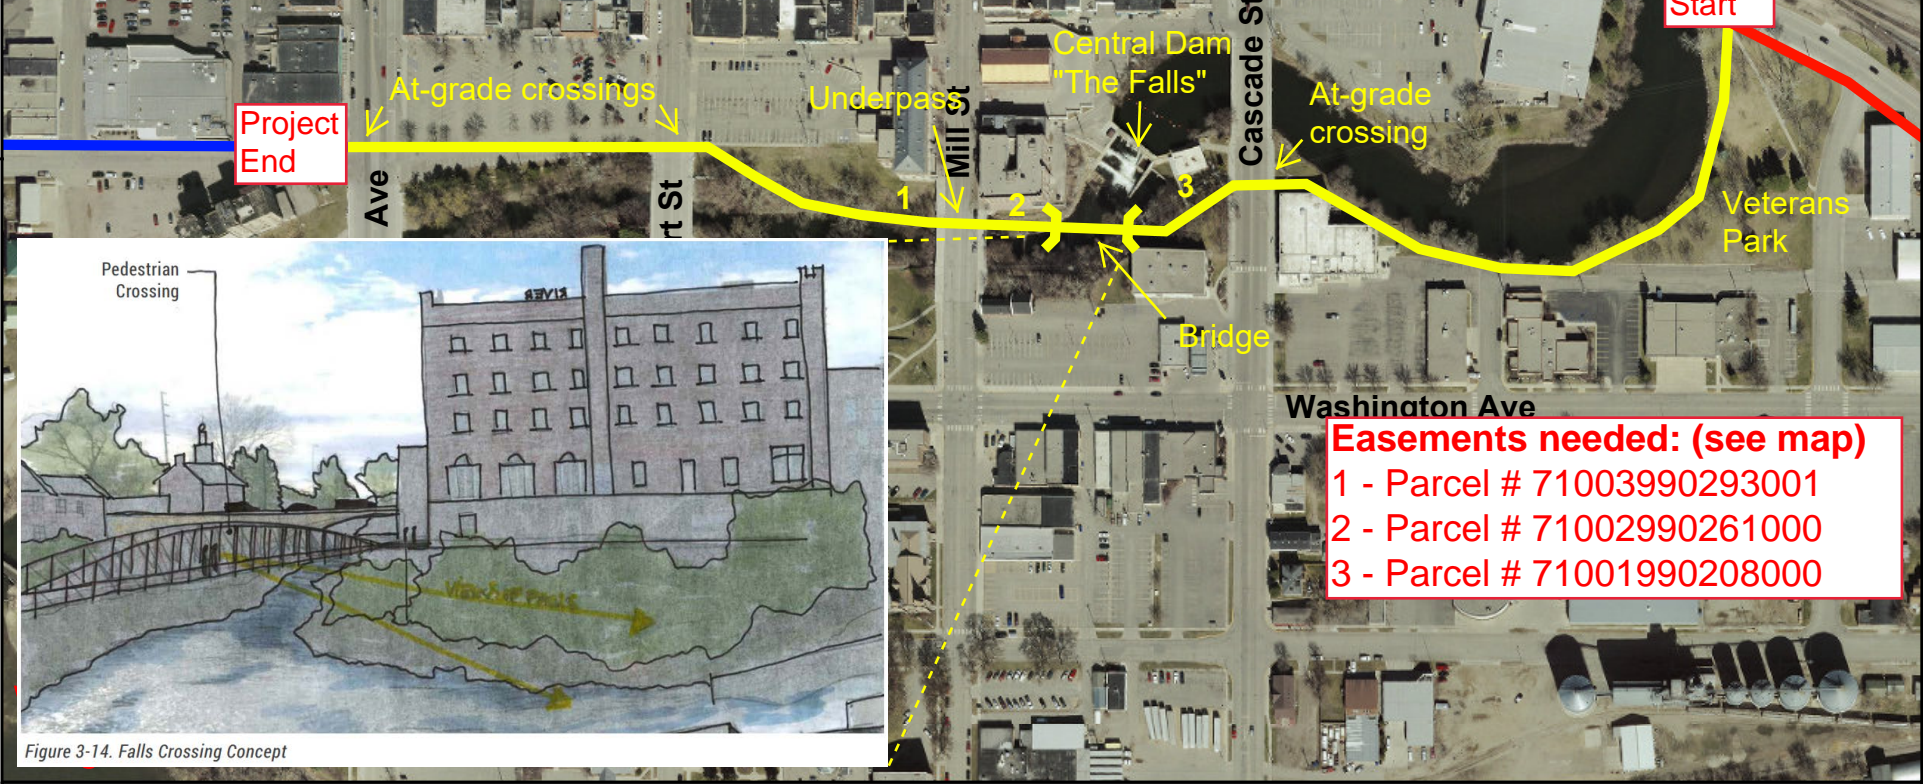 Start
Central Dam
"The Falls"
Cascade St
At-grade crossings
Underpass
Mill St
At-grade
crossing
Project
End
Ave
rt St
1
2
3
Veterans
Park
Bridge
Pedestrian
Crossing
RIVER
Washington Ave
Easements needed: (see map)
1 - Parcel # 71003990293001
2 - Parcel # 71002990261000
3 - Parcel # 71001990208000
Figure 3-14. Falls Crossing Concept